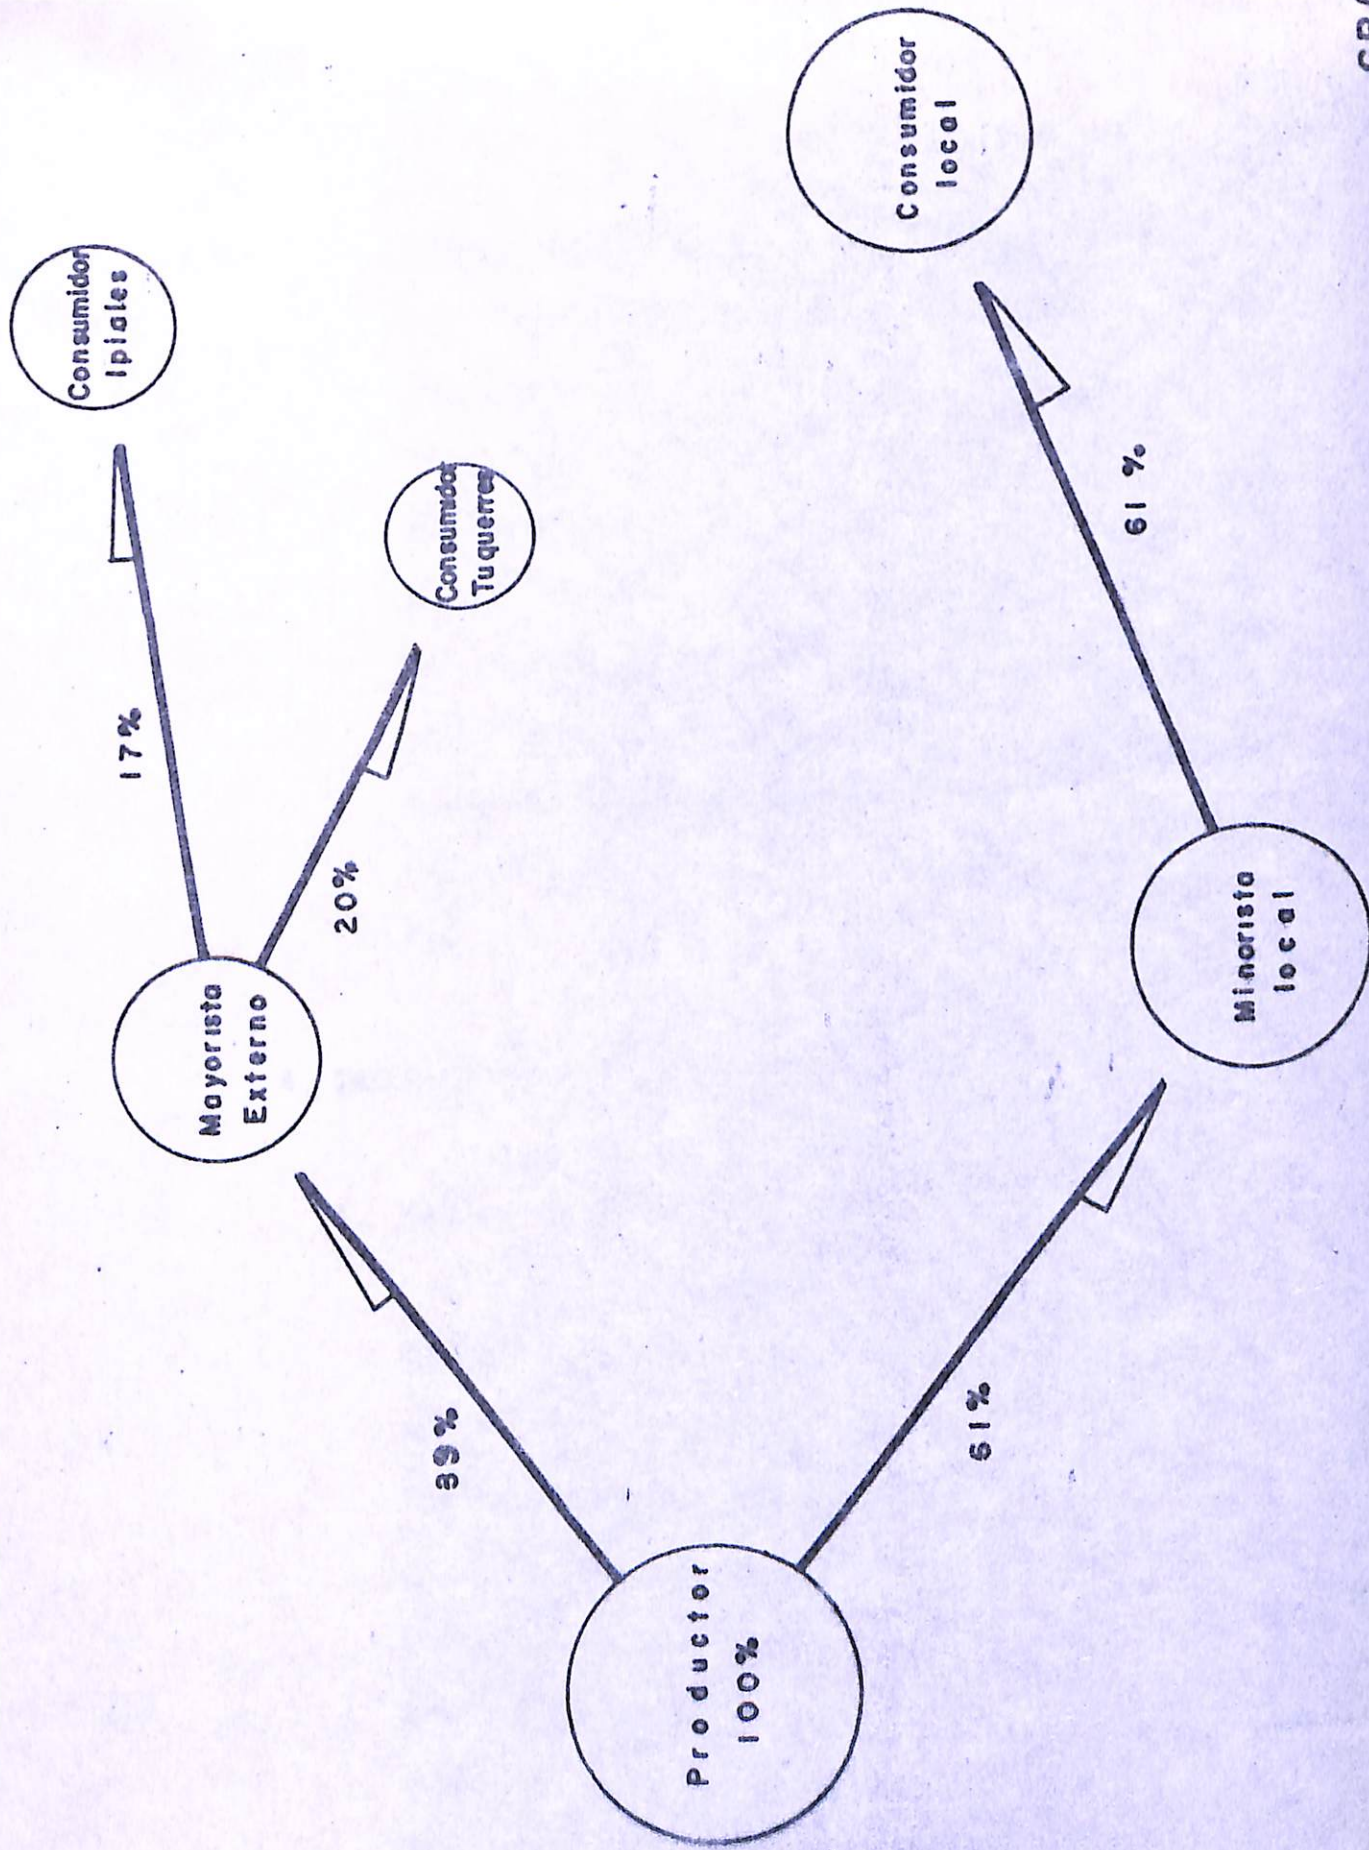 Consumidor
Ipiales
17%
Mayorista
Externo
20%
Consumidor
Tuquerres
39%
Productor
100%
Consumidor
local
61%
61%
Minorista
local